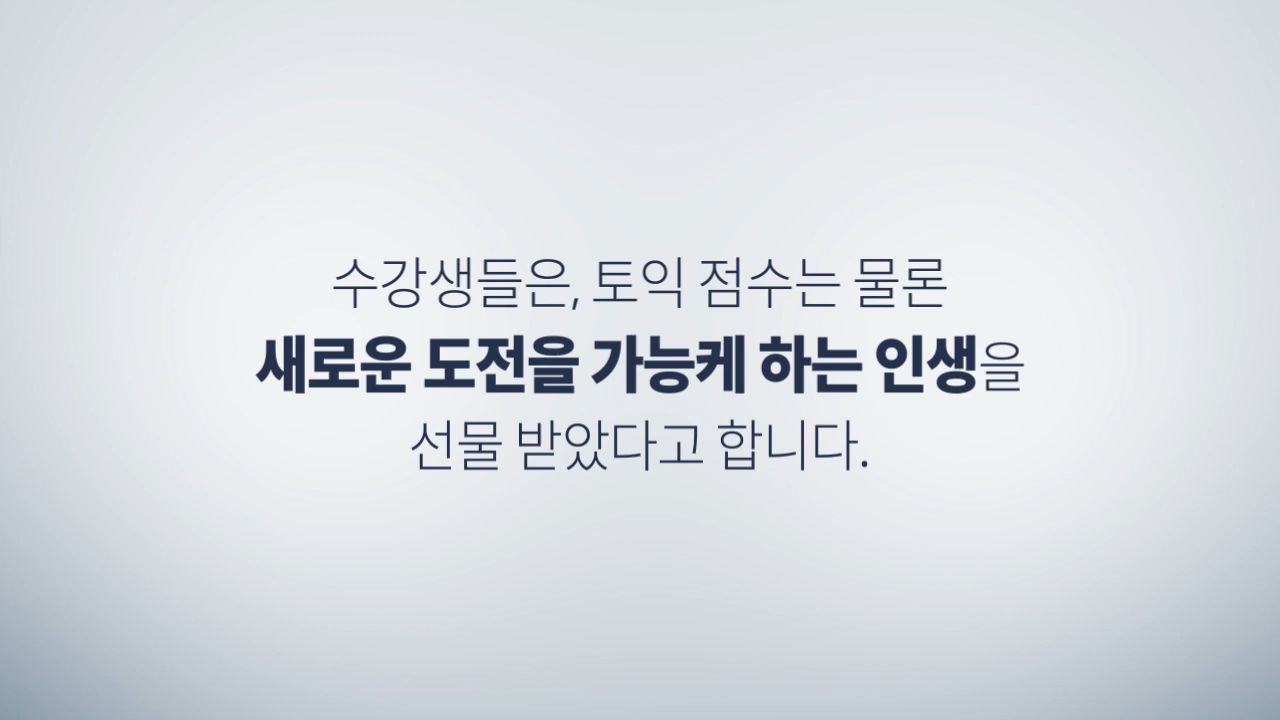 수강생들은, 토익 점수는 물론
새로운 도전을 가능케 하는 인생을
선물 받았다고 합니다.